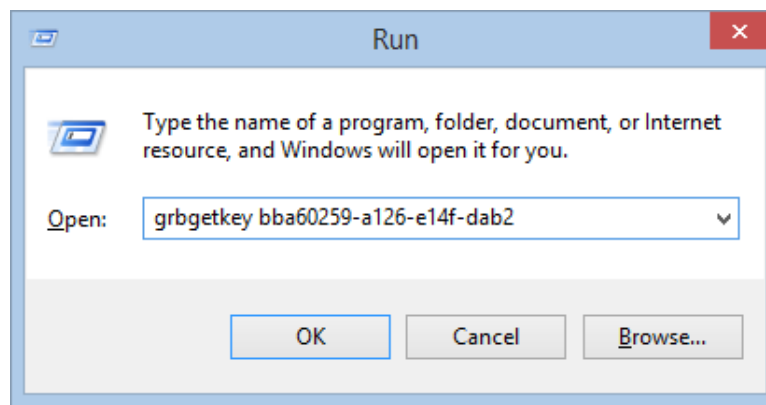 Run
Type the name of a program, folder, document, or Internet
resource, and Windows will open it for you.
Open: grbgetkey bba60259-a126-e14f-dab2
OK Cancel Browse...